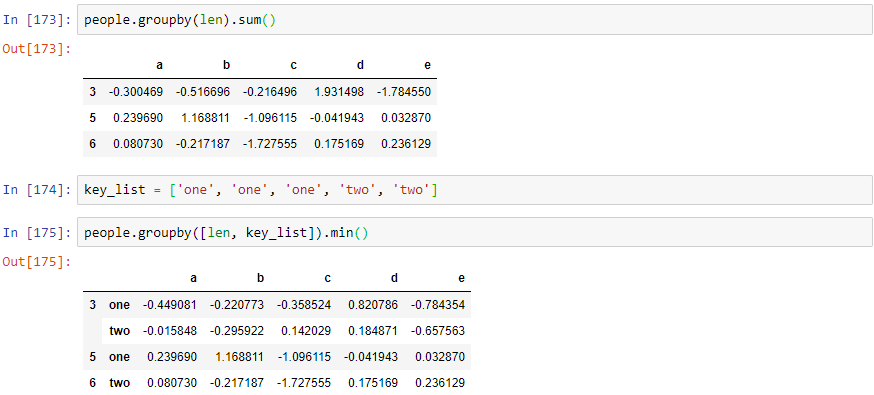 In [173]: people.groupby(len).sum()
Out[173]:
a b c d e
3 -0.300469 -0.516696 -0.216496 1.931498 -1.784550
5 0.239690 1.168811 -1.096115 -0.041943 0.032870
6 0.080730 -0.217187 -1.727555 0.175169 0.236129
In [174]: key_list = ['one', 'one', 'one', 'two', 'two']
In [175]: people.groupby([len, key_list]).min()
Out[175]:
a b c d e
3 one -0.449081 -0.220773 -0.358524 0.820786 -0.784354
two -0.015848 -0.295922 0.142029 0.184871 -0.657563
5 one 0.239690 1.168811 -1.096115 -0.041943 0.032870
6 two 0.080730 -0.217187 -1.727555 0.175169 0.236129